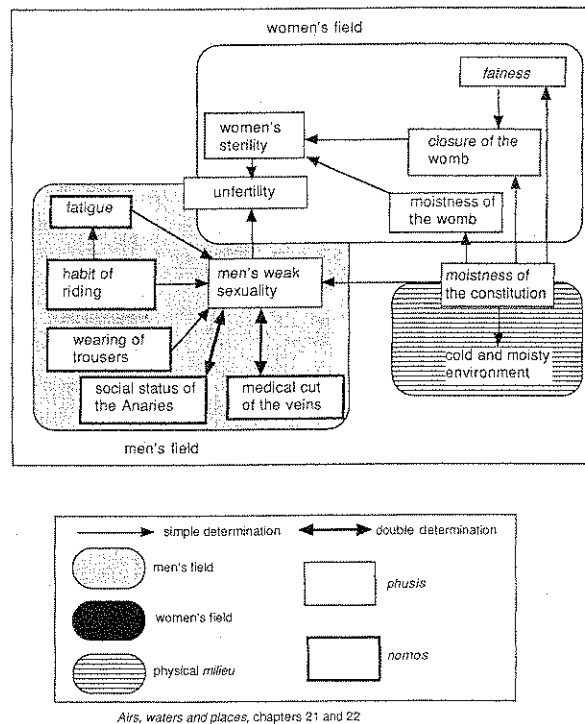 women's field
fatness
women's
sterility
closure of the
womb
unfertility
moistness of
the womb
fatigue
habit of
riding
men's weak
sexuality
moistness of
the constitution
wearing of
trousers
cold and moisty
environment
social status of
the Anaries
medical cut
of the veins
men's field
simple determination
double determination
men's field
phusis
women's field
nomos
physical milieu
Airs, waters and places, chapters 21 and 22